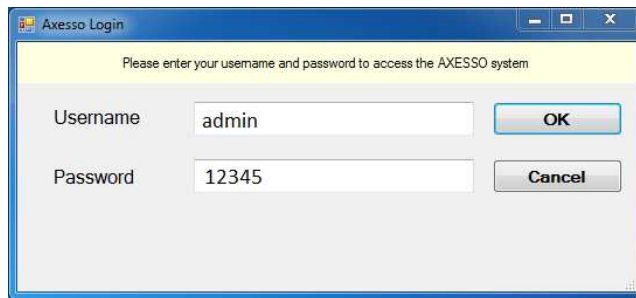 Axesso Login
Please enter your username and password to access the AXESSO system
Username admin OK
Password 12345 Cancel